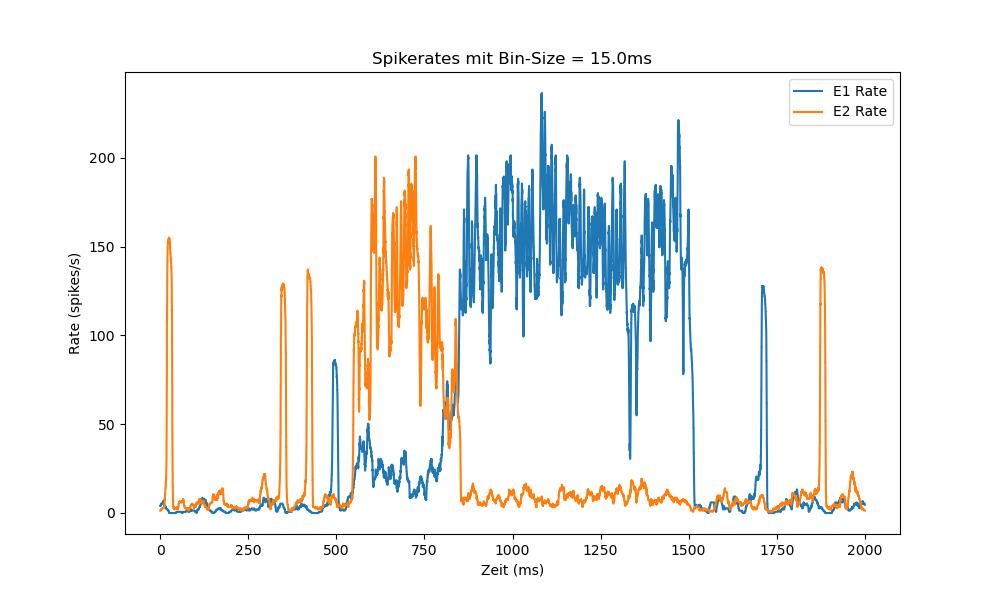 Spikerates mit Bin-Size = 15.0ms
E1 Rate
E2 Rate
Rate (spikes/s)
200
150
100
50
0
0 250 500 750 1000 1250 1500 1750 2000
Zeit (ms)